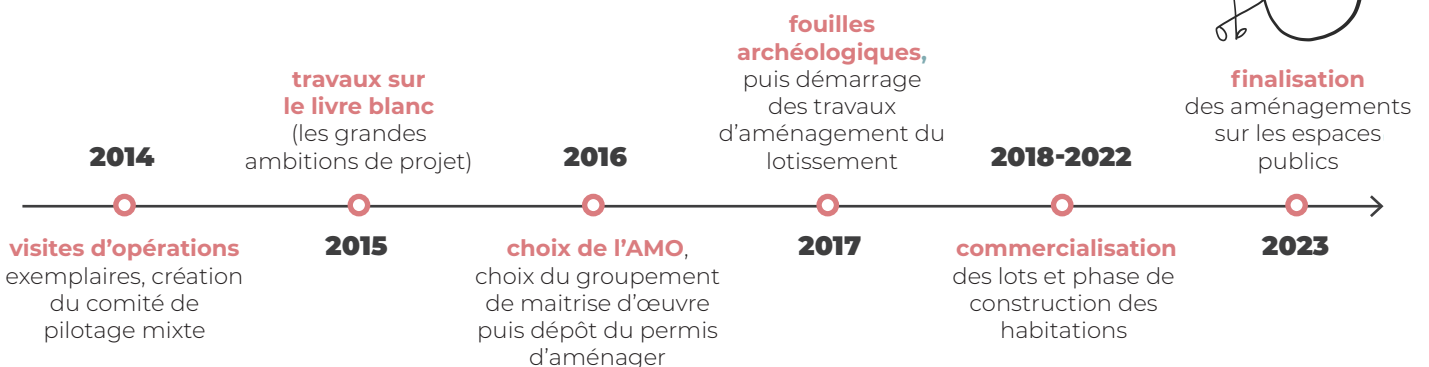 2014
visites d'opérations
exemplaires, création
du comité de
pilotage mixte
travaux sur
le livre blanc
(les grandes
ambitions de projet)
2015
2016
choix de l'AMO,
choix du groupement
de maitrise d'œuvre
puis dépôt du permis
d'aménager
fouilles
archéologiques,
puis démarrage
des travaux
d'aménagement du
lotissement
2017
2018-2022
commercialisation
des lots et phase de
construction des
habitations
finalisation
des aménagements
sur les espaces
publics
2023